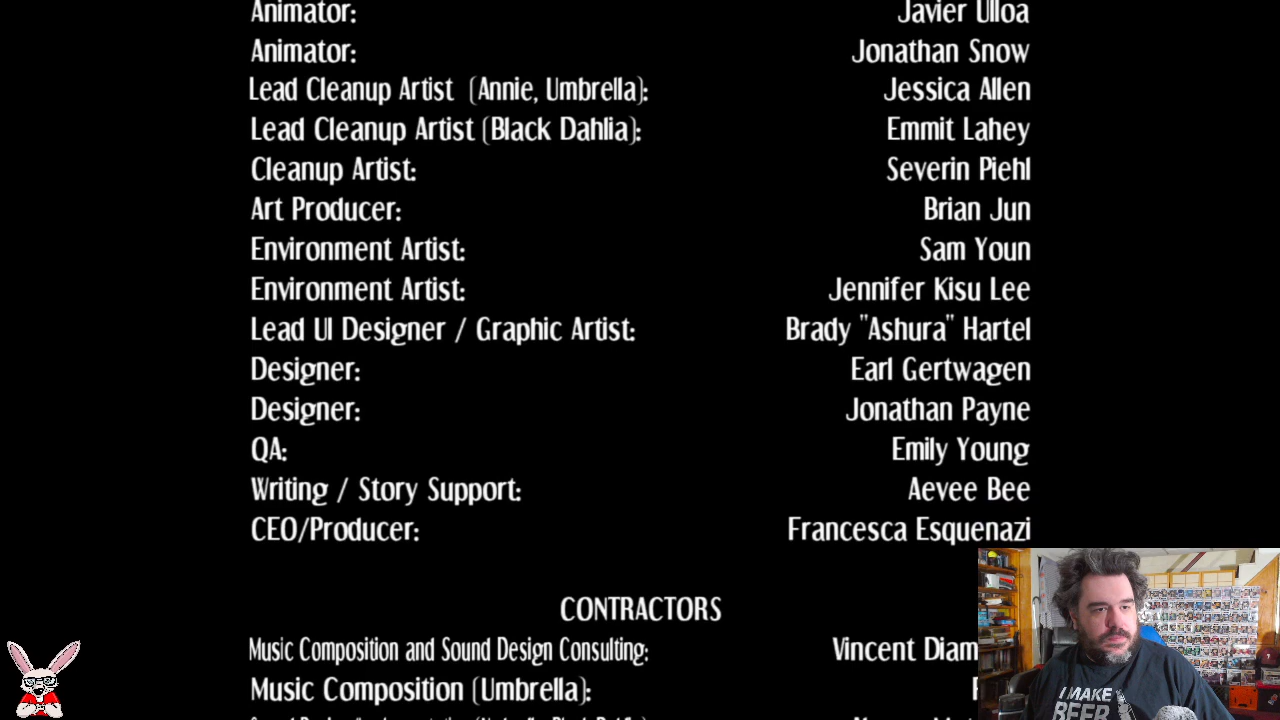 Animator: Javier Ulloa
Animator: Jonathan Snow
Lead Cleanup Artist (Annie, Umbrella): Jessica Allen
Lead Cleanup Artist (Black Dahlia): Emmit Lahey
Cleanup Artist: Severin Piehl
Art Producer: Brian Jun
Environment Artist: Sam Youn
Environment Artist: Jennifer Kisu Lee
Lead UI Designer / Graphic Artist: Brady "Ashura" Hartel
Designer: Earl Gertwagen
Designer: Jonathan Payne
QA: Emily Young
Writing / Story Support: Aevee Bee
CEO/Producer: Francesca Esquenazi
CONTRACTORS
Music Composition and Sound Design Consulting: Vincent Diam
Music Composition (Umbrella):
I MAKE
BEER